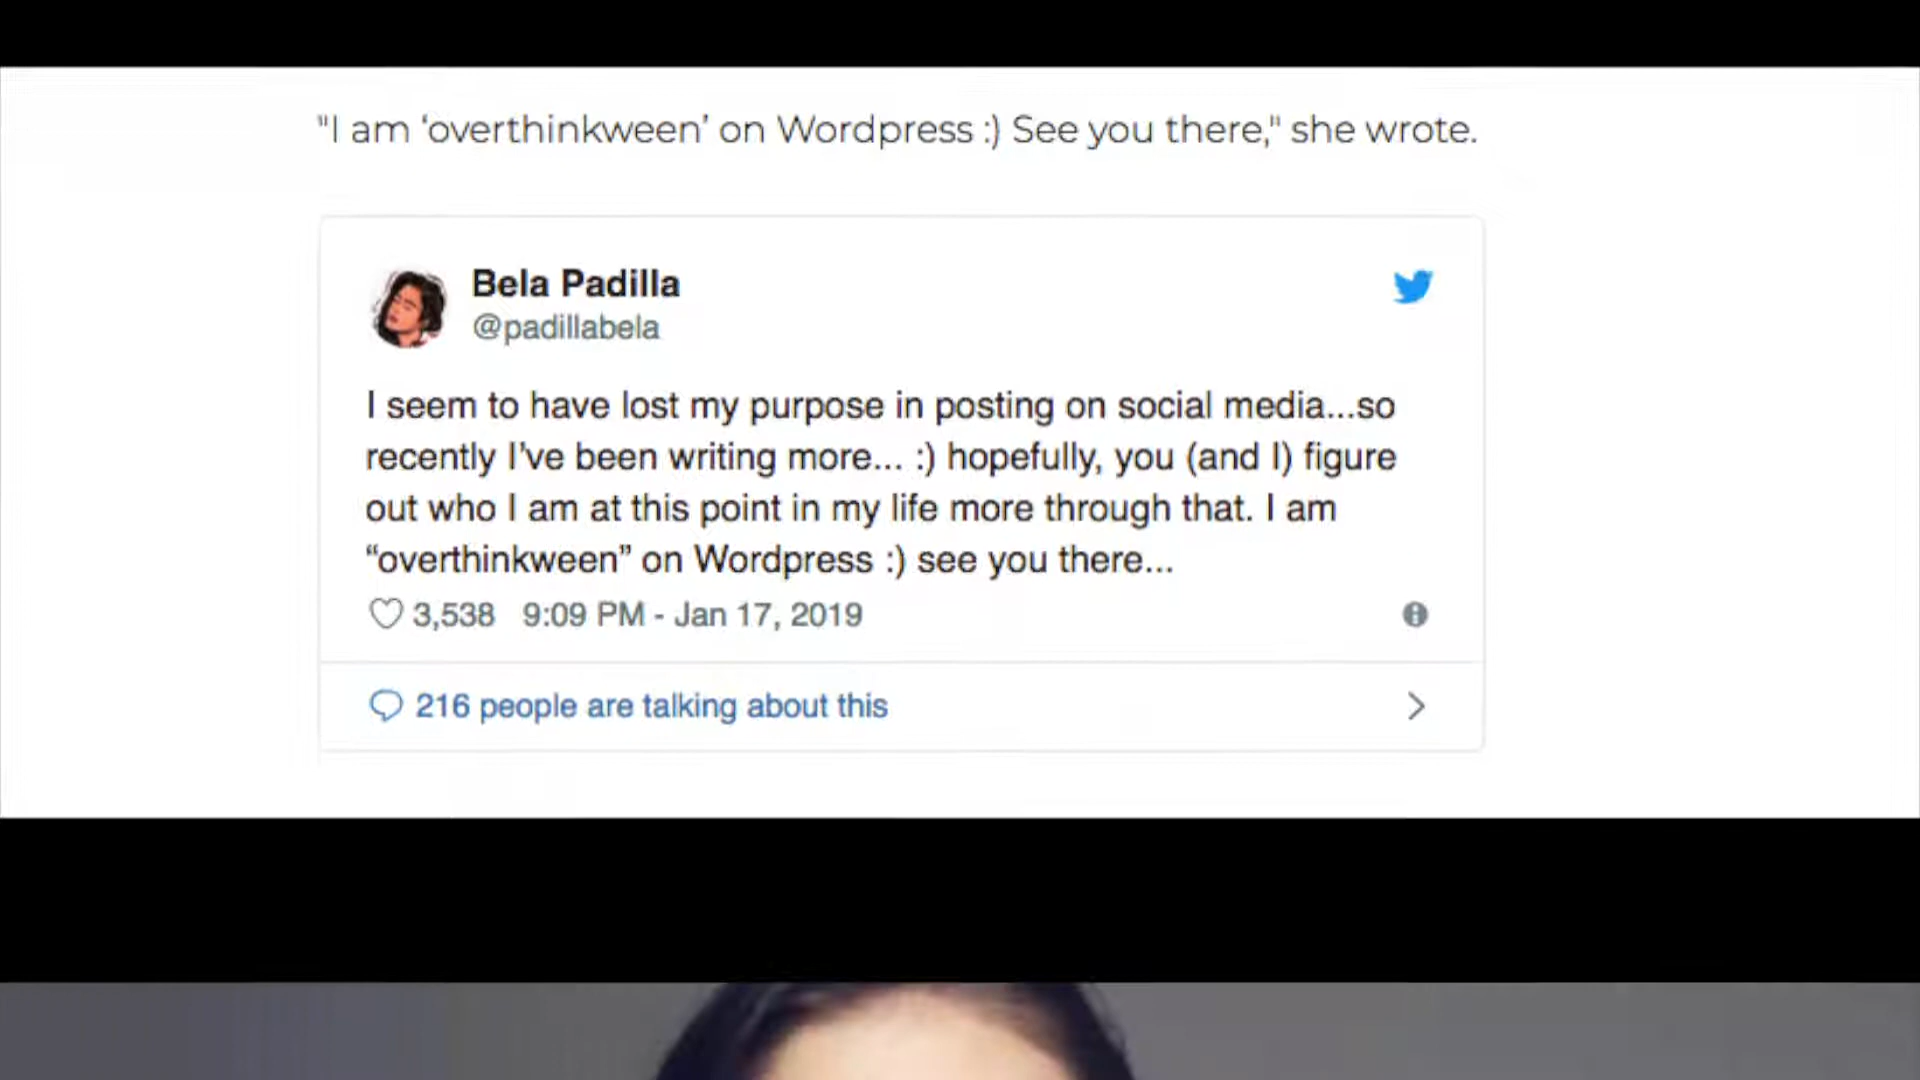 "I am ‘overthinkween’ on Wordpress :) See you there," she wrote.
Bela Padilla
@padillabela
I seem to have lost my purpose in posting on social media...so
recently I’ve been writing more... :) hopefully, you (and I) figure
out who I am at this point in my life more through that. I am
“overthinkween” on Wordpress :) see you there...
3,538 9:09 PM - Jan 17, 2019
216 people are talking about this